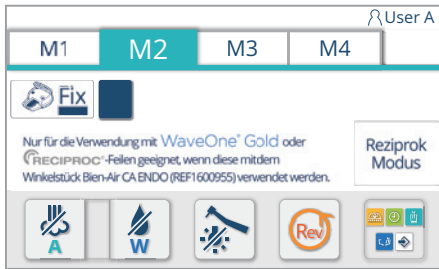 User A
M1 M2 M3 M4
Fix
Nur für die Verwendung mit WaveOne® Gold oder
RECIPROC®-Feilen geeignet, wenn diese mitdem
Winkelstück Bien-Air CA ENDO (REF1600955) verwendet werden.
Reziprok
Modus
A W Rev